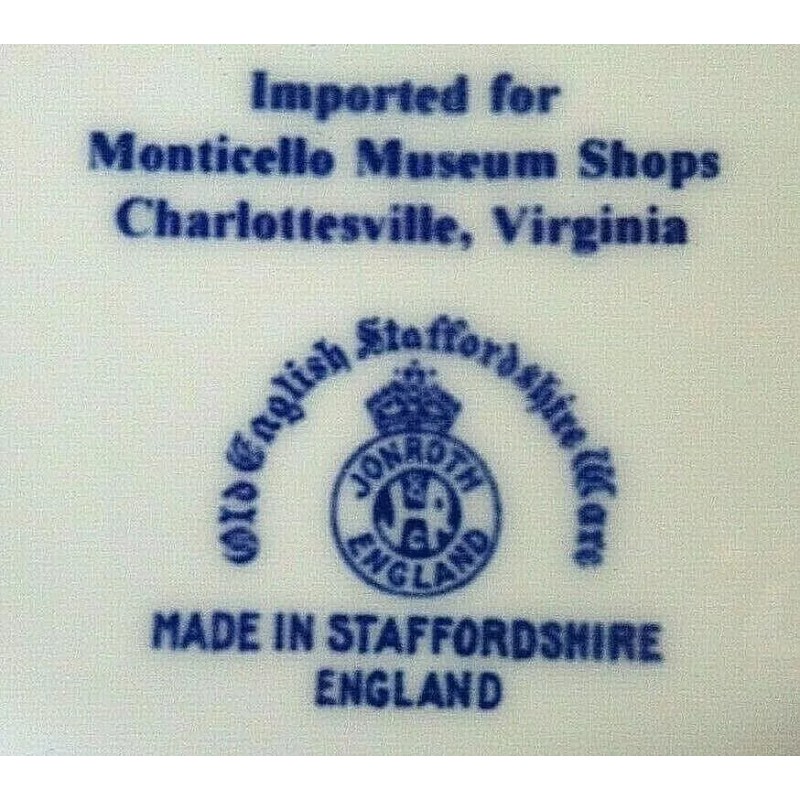 Imported for
Monticello Museum Shops
Charlottesville, Virginia
Old English Staffordshire Ware
JONROTH
ENGLAND
MADE IN STAFFORDSHIRE
ENGLAND